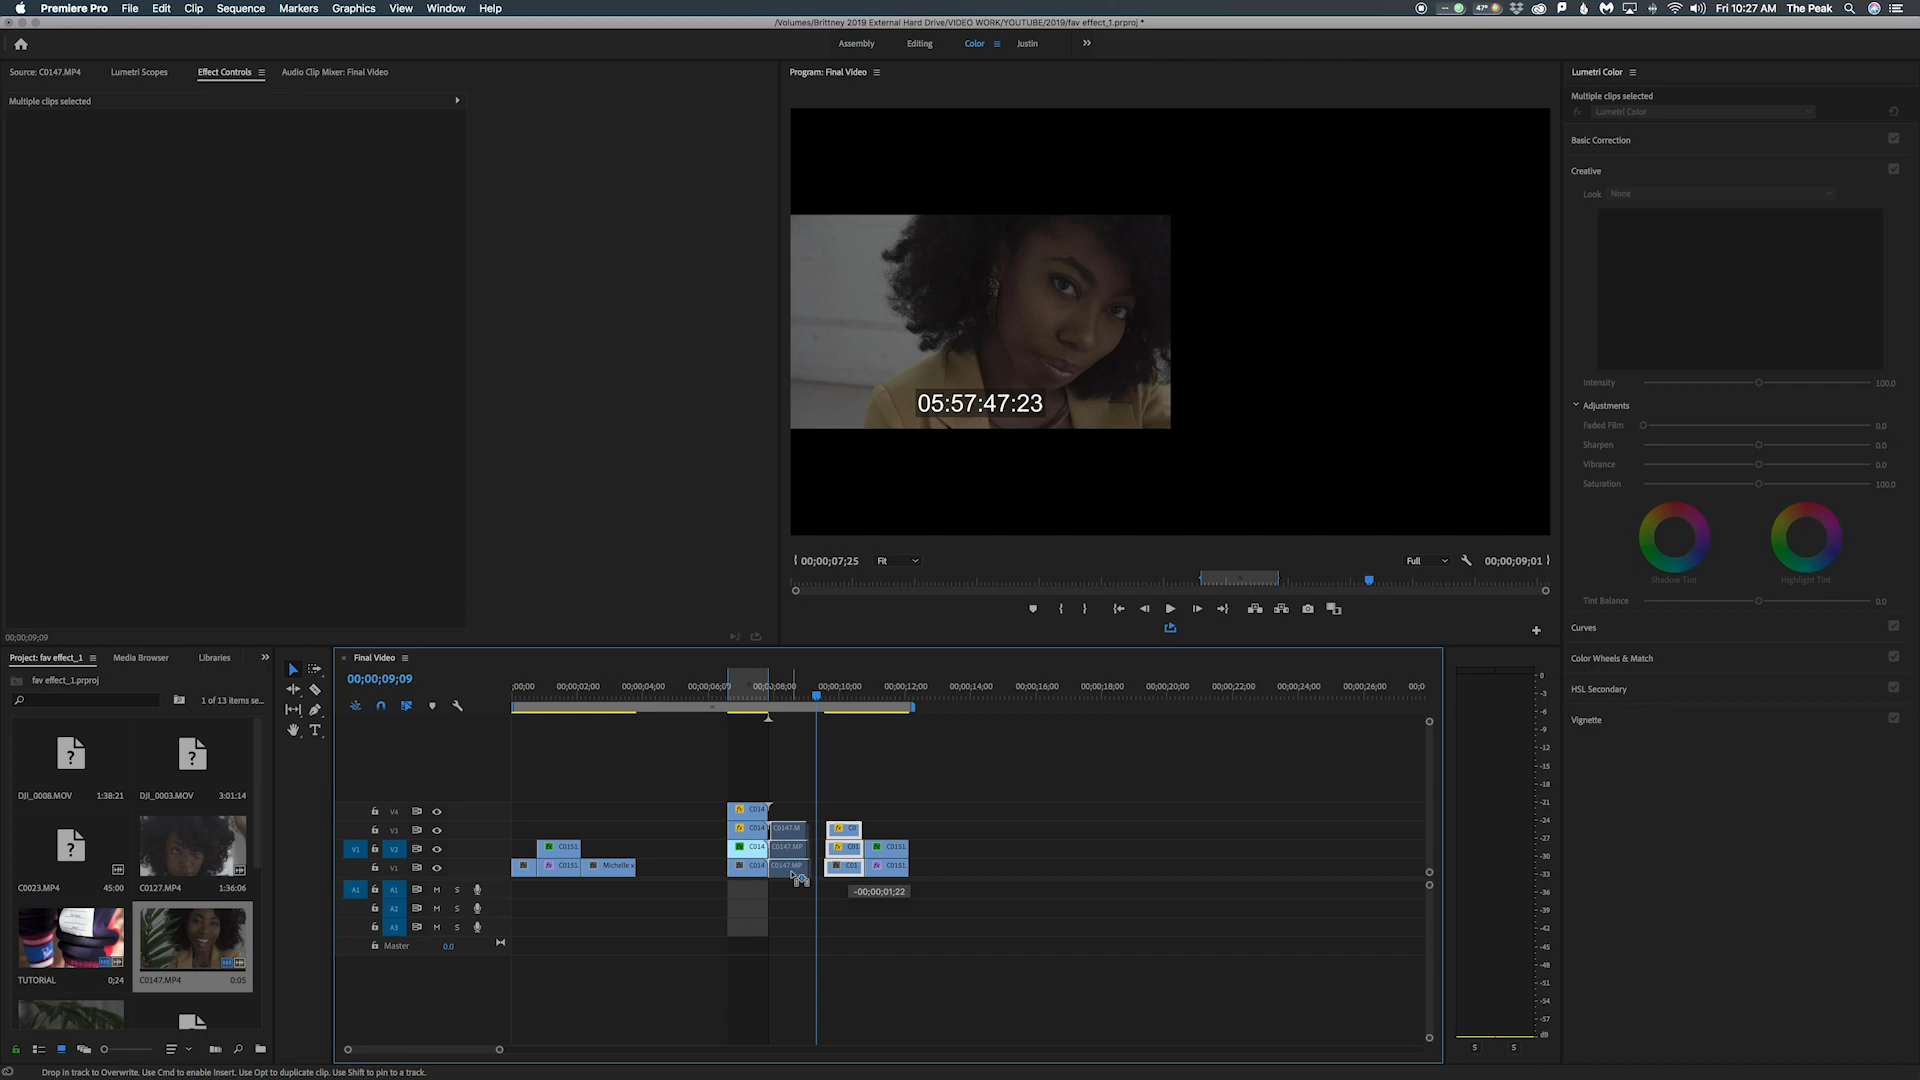 Premiere Pro File Edit Clip Sequence Markers Graphics View Window Help
47° Fri 10:27 AM The Peak
/Volumes/Brittney 2019 External Hard Drive/VIDEO WORK/YOUTUBE/2019/fav effect_1.prproj *
Assembly Editing Color Justin
Source: C0147.MP4 Lumetri Scopes Effect Controls Audio Clip Mixer: Final Video
Program: Final Video
Lumetri Color
Multiple clips selected
Multiple clips selected
fx Lumetri Color
Basic Correction
Creative
Look None
05:57:47:23
Intensity 100.0
Adjustments
Faded Film 0.0
Sharpen 0.0
Vibrance 0.0
Saturation 100.0
00;00;07;25 Fit Full 00;00;09;01
Shadow Tint Highlight Tint
Tint Balance 0.0
Curves
Color Wheels & Match
HSL Secondary
Vignette
00;00;09;09
Project: fav effect_1 Media Browser Libraries
fav effect_1.prproj
1 of 13 items se...
DJI_0008.MOV 1:38:21 DJI_0003.MOV 3:01:14
C0023.MP4 45:00 C0127.MP4 1:36:06
TUTORIAL 0;24 C0147.MP4 0:05
Final Video
00;00;09;09
;00;00 00;00;02;00 00;00;04;00 00;00;06;00 00;00;08;00 00;00;10;00 00;00;12;00 00;00;14;00 00;00;16;00 00;00;18;00 00;00;20;00 00;00;22;00 00;00;24;00 00;00;26;00 00;0
V4 C014
V3 C014 C0147.M C0
V1 V2 C0151. C014 C0147.MP C01 C0151.
V1 C0151 Michelle x C014 C0147.MP C01 C0151
A1 A1 M S
-00;00;01;22
A2 M S
A3 M S
Master 0.0
0
-3
-6
-9
-12
-15
-18
-21
-24
-27
-30
-33
-36
-39
-42
-45
-48
-51
-54
-57
dB
S S
Drop in track to Overwrite. Use Cmd to enable Insert. Use Opt to duplicate clip. Use Shift to pin to a track.